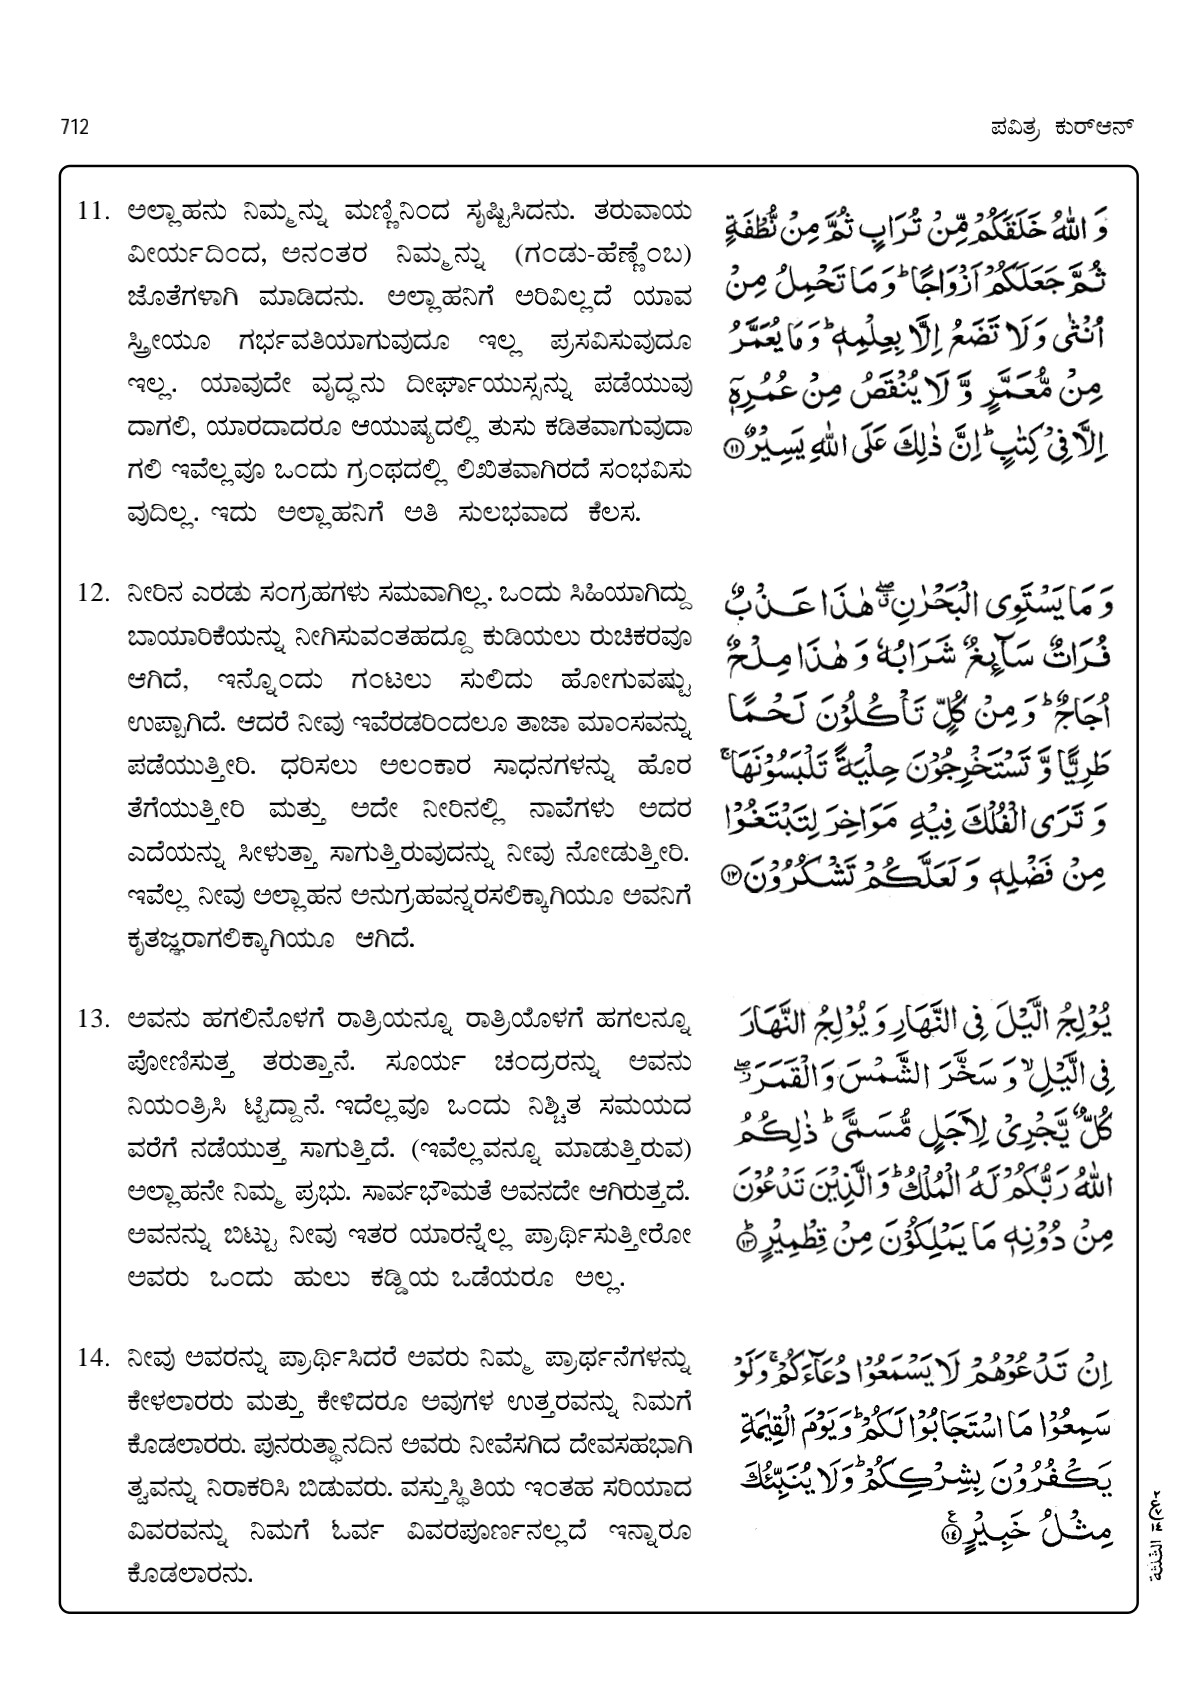 712
ಪವಿತ್ರ ಕುರ್‌ಆನ್
11. ಅಲ್ಲಾಹನು ನಿಮ್ಮನ್ನು ಮಣ್ಣಿನಿಂದ ಸೃಷ್ಟಿಸಿದನು. ತರುವಾಯ
ವೀರ್ಯದಿಂದ, ಅನಂತರ ನಿಮ್ಮನ್ನು (ಗಂಡು-ಹೆಣ್ಣೆಂಬ)
ಜೊತೆಗಳಾಗಿ ಮಾಡಿದನು. ಅಲ್ಲಾಹನಿಗೆ ಅರಿವಿಲ್ಲದೆ ಯಾವ
ಸ್ತ್ರೀಯೂ ಗರ್ಭವತಿಯಾಗುವುದೂ ಇಲ್ಲ ಪ್ರಸವಿಸುವುದೂ
ಇಲ್ಲ. ಯಾವುದೇ ವೃದ್ಧನು ದೀರ್ಘಾಯುಸ್ಸನ್ನು ಪಡೆಯುವು
ದಾಗಲಿ, ಯಾರದಾದರೂ ಆಯುಷ್ಯದಲ್ಲಿ ತುಸು ಕಡಿತವಾಗುವುದಾ
ಗಲಿ ಇವೆಲ್ಲವೂ ಒಂದು ಗ್ರಂಥದಲ್ಲಿ ಲಿಖಿತವಾಗಿರದೆ ಸಂಭವಿಸು
ವುದಿಲ್ಲ. ಇದು ಅಲ್ಲಾಹನಿಗೆ ಅತಿ ಸುಲಭವಾದ ಕೆಲಸ.
وَ اللّٰهُ خَلَقَكُمْ مِّنْ تُرَابٍ ثُمَّ مِنْ نُّطْفَةٍ
ثُمَّ جَعَلَكُمْ اَزْوَاجًا ؕ وَ مَا تَحْمِلُ مِنْ
اُنْثٰى وَ لَا تَضَعُ اِلَّا بِعِلْمِهٖ ؕ وَ مَا يُعَمَّرُ
مِنْ مُّعَمَّرٍ وَّ لَا يُنْقَصُ مِنْ عُمُرِهٖۤ
اِلَّا فِيْ كِتٰبٍ ؕ اِنَّ ذٰلِكَ عَلَى اللّٰهِ يَسِيْرٌ ۱۱
12. ನೀರಿನ ಎರಡು ಸಂಗ್ರಹಗಳು ಸಮವಾಗಿಲ್ಲ. ಒಂದು ಸಿಹಿಯಾಗಿದ್ದು
ಬಾಯಾರಿಕೆಯನ್ನು ನೀಗಿಸುವಂತಹದ್ದೂ ಕುಡಿಯಲು ರುಚಿಕರವೂ
ಆಗಿದೆ, ಇನ್ನೊಂದು ಗಂಟಲು ಸುಲಿದು ಹೋಗುವಷ್ಟು
ಉಪ್ಪಾಗಿದೆ. ಆದರೆ ನೀವು ಇವೆರಡರಿಂದಲೂ ತಾಜಾ ಮಾಂಸವನ್ನು
ಪಡೆಯುತ್ತೀರಿ. ಧರಿಸಲು ಅಲಂಕಾರ ಸಾಧನಗಳನ್ನು ಹೊರ
ತೆಗೆಯುತ್ತೀರಿ ಮತ್ತು ಅದೇ ನೀರಿನಲ್ಲಿ ನಾವೆಗಳು ಅದರ
ಎದೆಯನ್ನು ಸೀಳುತ್ತಾ ಸಾಗುತ್ತಿರುವುದನ್ನು ನೀವು ನೋಡುತ್ತೀರಿ.
ಇವೆಲ್ಲ ನೀವು ಅಲ್ಲಾಹನ ಅನುಗ್ರಹವನ್ನರಸಲಿಕ್ಕಾಗಿಯೂ ಅವನಿಗೆ
ಕೃತಜ್ಞರಾಗಲಿಕ್ಕಾಗಿಯೂ ಆಗಿದೆ.
وَ مَا يَسْتَوِى الْبَحْرٰنِ ۖۗ هٰذَا عَذْبٌ
فُرَاتٌ سَآىِٕغٌ شَرَابُهٗ وَ هٰذَا مِلْحٌ
اُجَاجٌ ؕ وَ مِنْ كُلٍّ تَاْكُلُوْنَ لَحْمًا
طَرِيًّا وَّ تَسْتَخْرِجُوْنَ حِلْيَةً تَلْبَسُوْنَهَا ۚ
وَ تَرَى الْفُلْكَ فِيْهِ مَوَاخِرَ لِتَبْتَغُوْا
مِنْ فَضْلِهٖ وَ لَعَلَّكُمْ تَشْكُرُوْنَ ۱۲
13. ಅವನು ಹಗಲಿನೊಳಗೆ ರಾತ್ರಿಯನ್ನೂ ರಾತ್ರಿಯೊಳಗೆ ಹಗಲನ್ನೂ
ಪೋಣಿಸುತ್ತ ತರುತ್ತಾನೆ. ಸೂರ್ಯ ಚಂದ್ರರನ್ನು ಅವನು
ನಿಯಂತ್ರಿಸಿ ಟ್ಟಿದ್ದಾನೆ. ಇದೆಲ್ಲವೂ ಒಂದು ನಿಶ್ಚಿತ ಸಮಯದ
ವರೆಗೆ ನಡೆಯುತ್ತ ಸಾಗುತ್ತಿದೆ. (ಇವೆಲ್ಲವನ್ನೂ ಮಾಡುತ್ತಿರುವ)
ಅಲ್ಲಾಹನೇ ನಿಮ್ಮ ಪ್ರಭು. ಸಾರ್ವಭೌಮತೆ ಅವನದೇ ಆಗಿರುತ್ತದೆ.
ಅವನನ್ನು ಬಿಟ್ಟು ನೀವು ಇತರ ಯಾರನ್ನೆಲ್ಲ ಪ್ರಾರ್ಥಿಸುತ್ತೀರೋ
ಅವರು ಒಂದು ಹುಲು ಕಡ್ಡಿಯ ಒಡೆಯರೂ ಅಲ್ಲ.
يُوْلِجُ الَّيْلَ فِى النَّهَارِ وَ يُوْلِجُ النَّهَارَ
فِى الَّيْلِ ۙ وَ سَخَّرَ الشَّمْسَ وَ الْقَمَرَ ۖؗ
كُلٌّ يَّجْرِيْ لِاَجَلٍ مُّسَمًّى ؕ ذٰلِكُمُ
اللّٰهُ رَبُّكُمْ لَهُ الْمُلْكُ ؕ وَ الَّذِيْنَ تَدْعُوْنَ
مِنْ دُوْنِهٖ مَا يَمْلِكُوْنَ مِنْ قِطْمِيْرٍ ؕ ۱۳
14. ನೀವು ಅವರನ್ನು ಪ್ರಾರ್ಥಿಸಿದರೆ ಅವರು ನಿಮ್ಮ ಪ್ರಾರ್ಥನೆಗಳನ್ನು
ಕೇಳಲಾರರು ಮತ್ತು ಕೇಳಿದರೂ ಅವುಗಳ ಉತ್ತರವನ್ನು ನಿಮಗೆ
ಕೊಡಲಾರರು. ಪುನರುತ್ಥಾನದಿನ ಅವರು ನೀವೆಸಗಿದ ದೇವಸಹಭಾಗಿ
ತ್ವವನ್ನು ನಿರಾಕರಿಸಿ ಬಿಡುವರು. ವಸ್ತುಸ್ಥಿತಿಯ ಇಂತಹ ಸರಿಯಾದ
ವಿವರವನ್ನು ನಿಮಗೆ ಓರ್ವ ವಿವರಪೂರ್ಣನಲ್ಲದೆ ಇನ್ನಾರೂ
ಕೊಡಲಾರನು.
اِنْ تَدْعُوْهُمْ لَا يَسْمَعُوْا دُعَآءَكُمْ ۚ وَ لَوْ
سَمِعُوْا مَا اسْتَجَابُوْا لَكُمْ ؕ وَ يَوْمَ الْقِيٰمَةِ
يَكْفُرُوْنَ بِشِرْكِكُمْ ؕ وَ لَا يُنَبِّئُكَ
مِثْلُ خَبِيْرٍ ۱٤
الثلثة